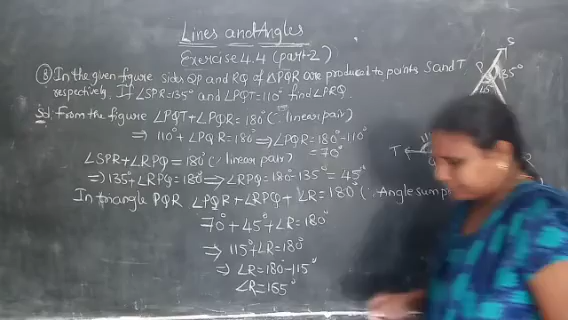 Lines and Angles
Exercise 4.4 (part 2)
③ In the given figure sides QP and RQ of △PQR are produced to points S and T
respectively. If ∠SPR=135° and ∠PQT=110° find ∠PRQ.
Sol: From the figure ∠PQT+∠PQR=180° (∵ linear pair)
⇒ 110°+∠PQR=180° ⇒ ∠PQR=180°-110°
=70°
∠SPR+∠RPQ=180° (∵ linear pair)
⇒ 135°+∠RPQ=180° ⇒ ∠RPQ=180°-135°=45°
In triangle PQR ∠PQR+∠RPQ+∠R=180° (∵ Angle sum p
70°+45°+∠R=180°
⇒ 115°+∠R=180°
⇒ ∠R=180°-115°
∠R=165°
S
P
135°
45°
T
R